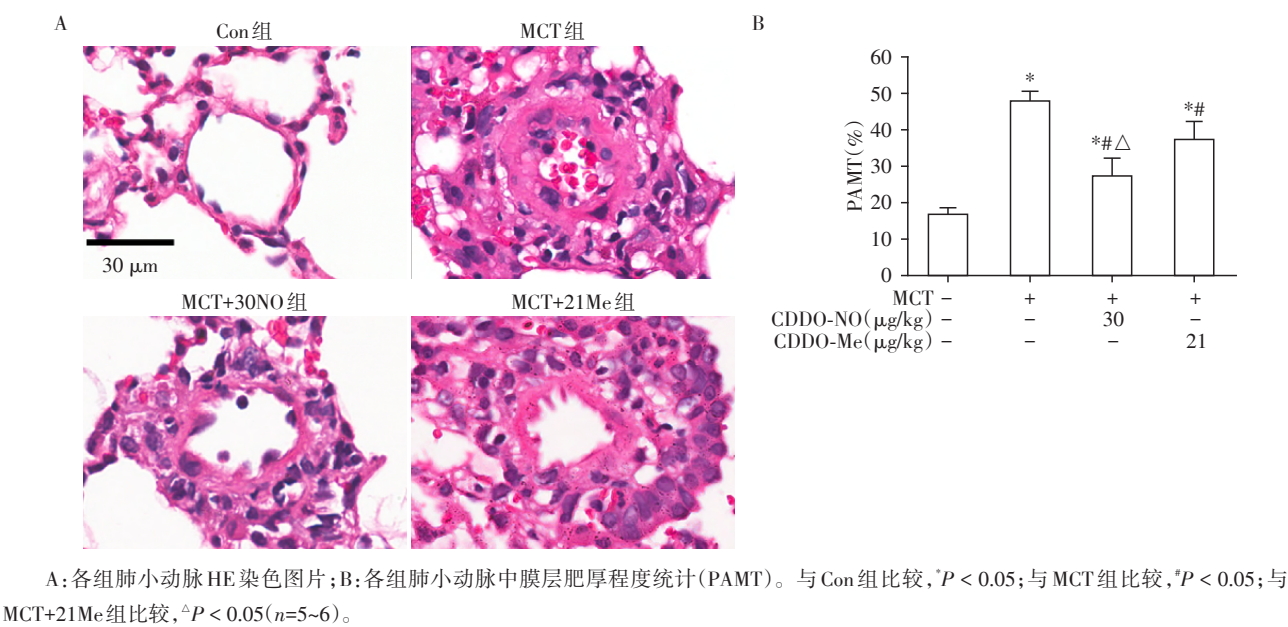 A
Con组
MCT组
30 μm
MCT+30NO组
MCT+21Me组
B
PAMT(%)
60
50
40
30
20
10
0
*
*#△
*#
MCT − + + +
CDDO-NO(μg/kg) − − 30 −
CDDO-Me(μg/kg) − − − 21
A:各组肺小动脉HE染色图片;B:各组肺小动脉中膜层肥厚程度统计(PAMT)。与Con组比较,*P < 0.05;与MCT组比较,#P < 0.05;与
MCT+21Me组比较,△P < 0.05(n=5~6)。